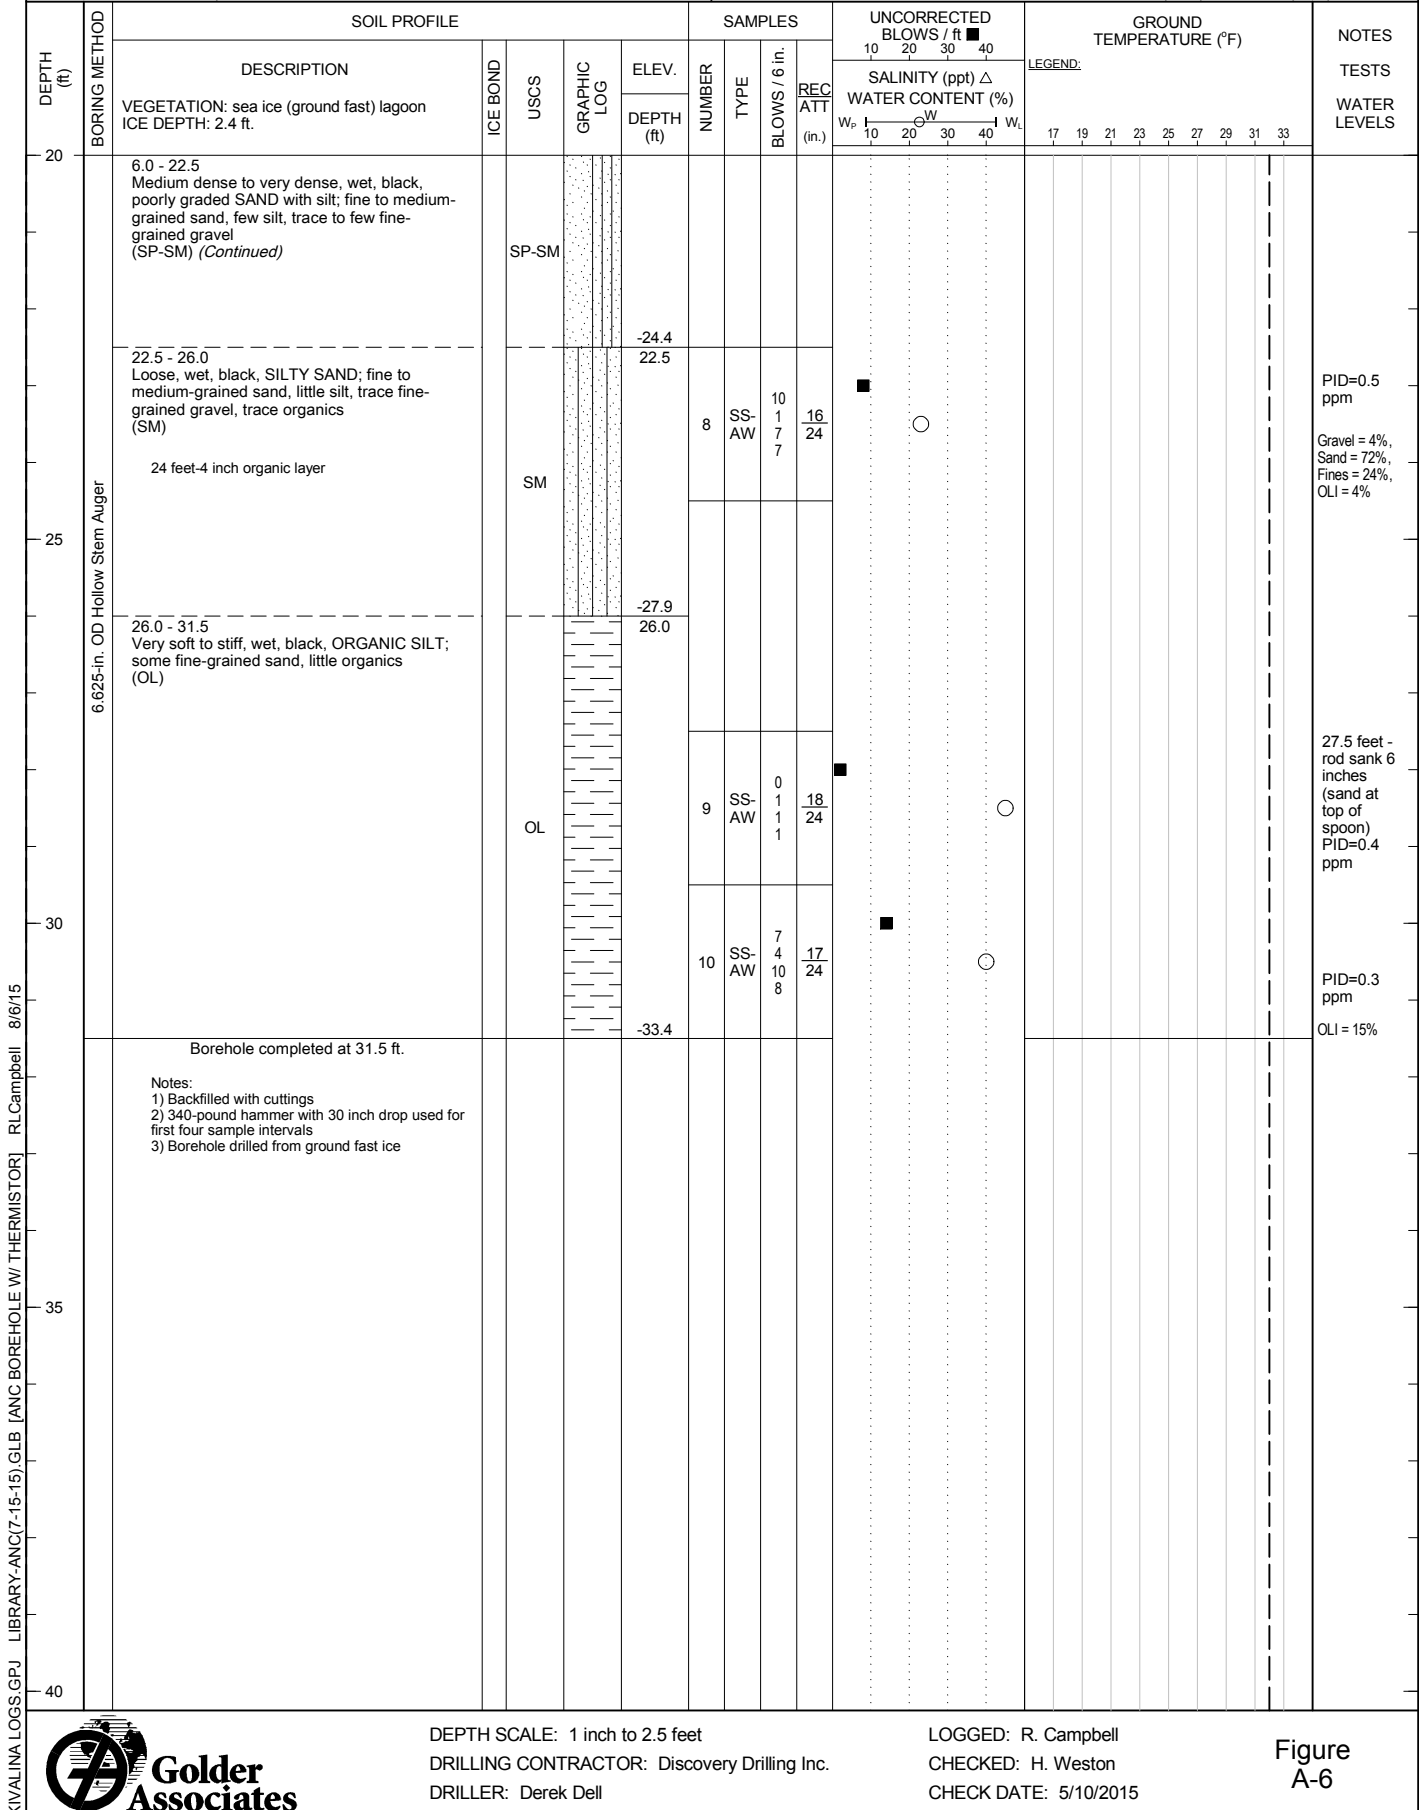 SOIL PROFILE
SAMPLES
UNCORRECTED
BLOWS / ft ■
10 20 30 40
GROUND
TEMPERATURE (°F)
NOTES
TESTS
WATER
LEVELS
DEPTH
(ft)
BORING METHOD
DESCRIPTION
VEGETATION: sea ice (ground fast) lagoon
ICE DEPTH: 2.4 ft.
ICE BOND
USCS
GRAPHIC
LOG
ELEV.
DEPTH
(ft)
NUMBER
TYPE
BLOWS / 6 in.
REC
ATT
(in.)
SALINITY (ppt) △
WATER CONTENT (%)
WP W WL
10 20 30 40
LEGEND:
17 19 21 23 25 27 29 31 33
20
6.0 - 22.5
Medium dense to very dense, wet, black,
poorly graded SAND with silt; fine to medium-
grained sand, few silt, trace to few fine-
grained gravel
(SP-SM) (Continued)
SP-SM
-24.4
22.5
22.5 - 26.0
Loose, wet, black, SILTY SAND; fine to
medium-grained sand, little silt, trace fine-
grained gravel, trace organics
(SM)
24 feet-4 inch organic layer
SM
8
SS-
AW
10
1
7
7
16
24
PID=0.5
ppm
Gravel = 4%,
Sand = 72%,
Fines = 24%,
OLI = 4%
25
6.625-in. OD Hollow Stem Auger
-27.9
26.0
26.0 - 31.5
Very soft to stiff, wet, black, ORGANIC SILT;
some fine-grained sand, little organics
(OL)
OL
9
SS-
AW
0
1
1
1
18
24
27.5 feet -
rod sank 6
inches
(sand at
top of
spoon)
PID=0.4
ppm
30
10
SS-
AW
7
4
10
8
17
24
PID=0.3
ppm
OLI = 15%
-33.4
Borehole completed at 31.5 ft.
Notes:
1) Backfilled with cuttings
2) 340-pound hammer with 30 inch drop used for
first four sample intervals
3) Borehole drilled from ground fast ice
35
40
KIVALINA LOGS.GPJ LIBRARY-ANC(7-15-15).GLB [ANC BOREHOLE W/ THERMISTOR] RLCampbell 8/6/15
Golder
Associates
DEPTH SCALE: 1 inch to 2.5 feet
DRILLING CONTRACTOR: Discovery Drilling Inc.
DRILLER: Derek Dell
LOGGED: R. Campbell
CHECKED: H. Weston
CHECK DATE: 5/10/2015
Figure
A-6